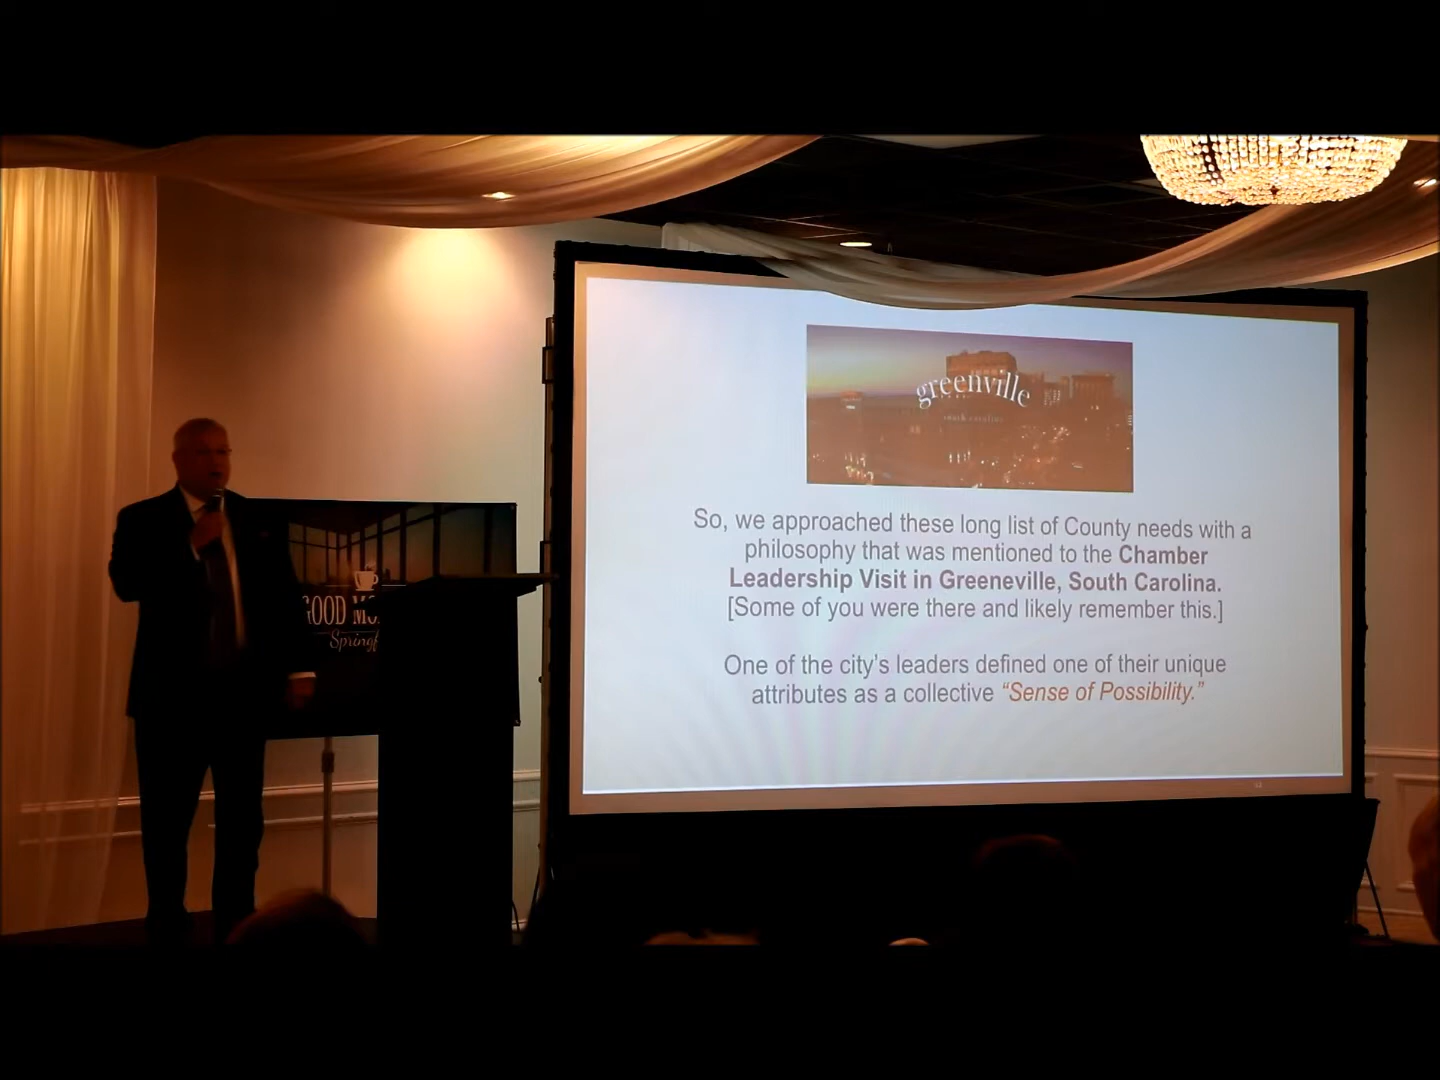 greenville
south carolina
So, we approached these long list of County needs with a
philosophy that was mentioned to the Chamber
Leadership Visit in Greeneville, South Carolina.
[Some of you were there and likely remember this.]
One of the city's leaders defined one of their unique
attributes as a collective “Sense of Possibility.”
GOOD MO
Springf